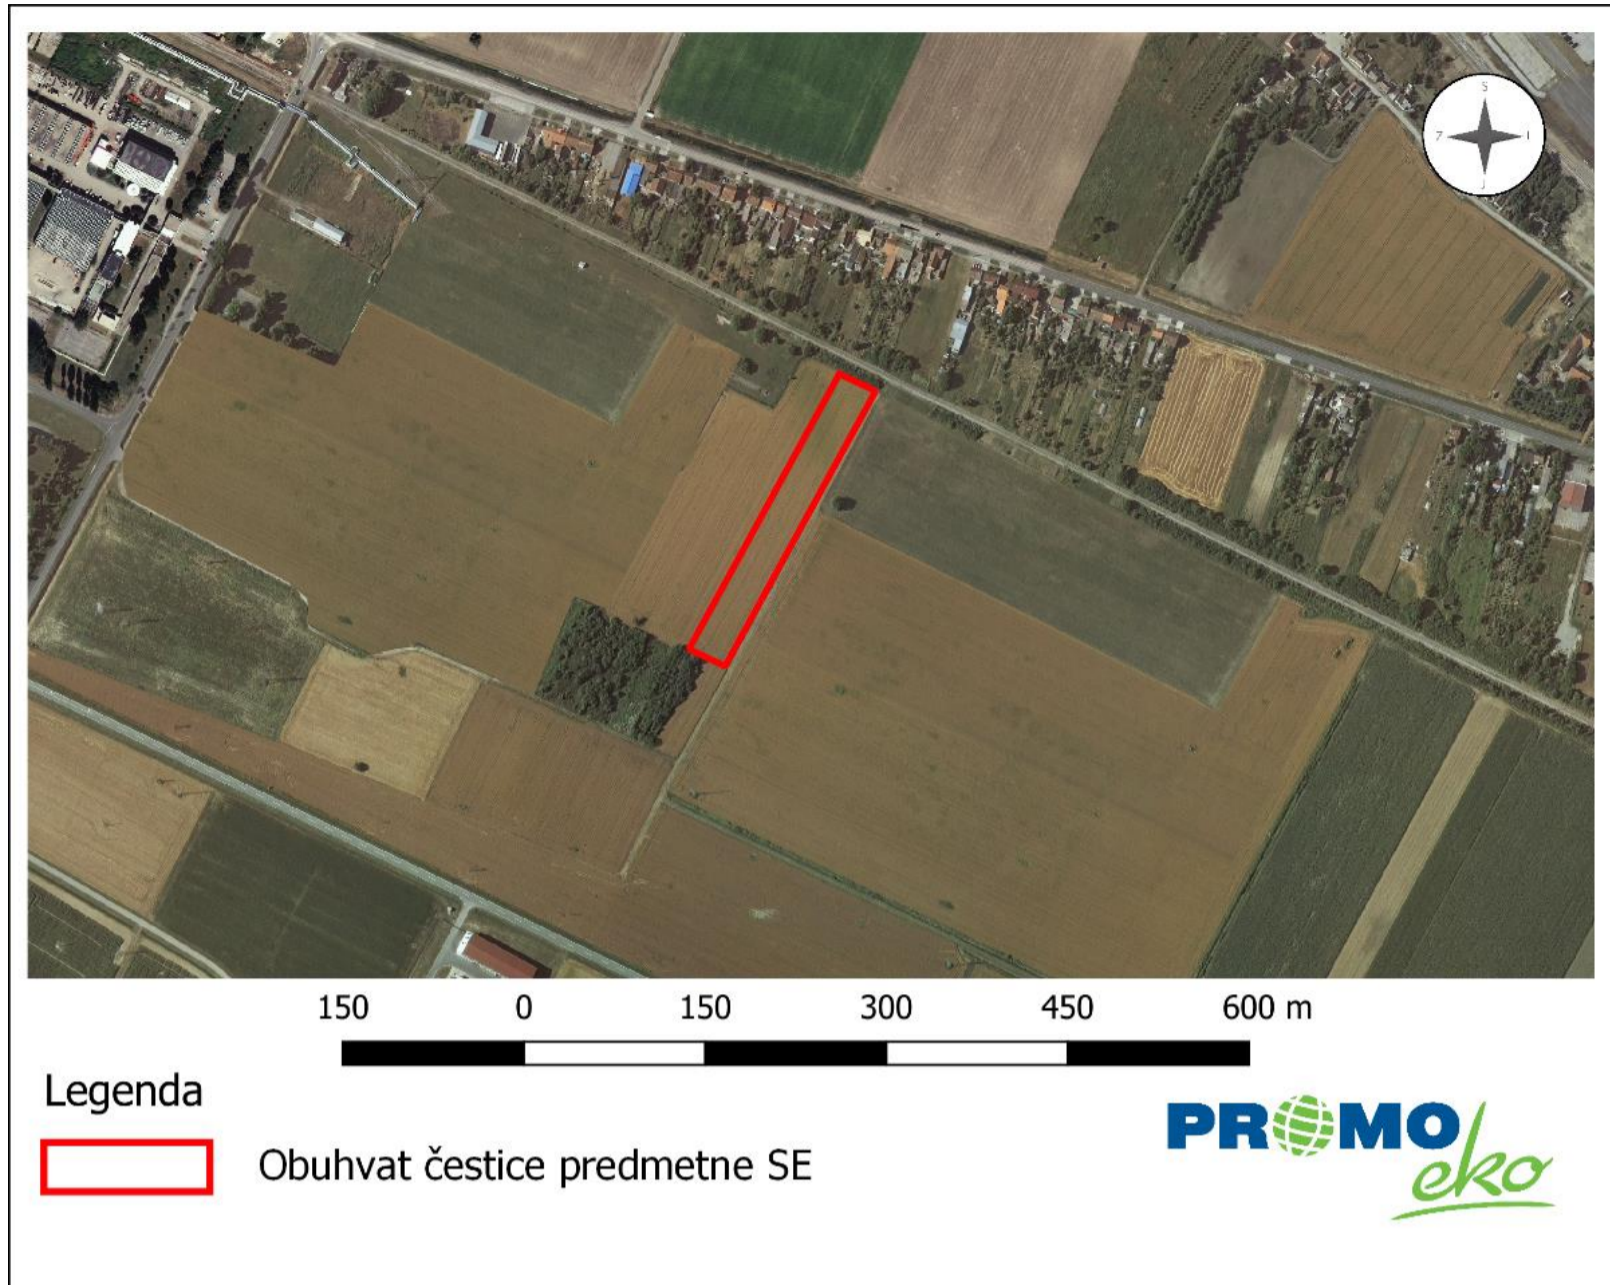 S
Z I
J
150 0 150 300 450 600 m
Legenda
Obuhvat čestice predmetne SE
PROMO
eko